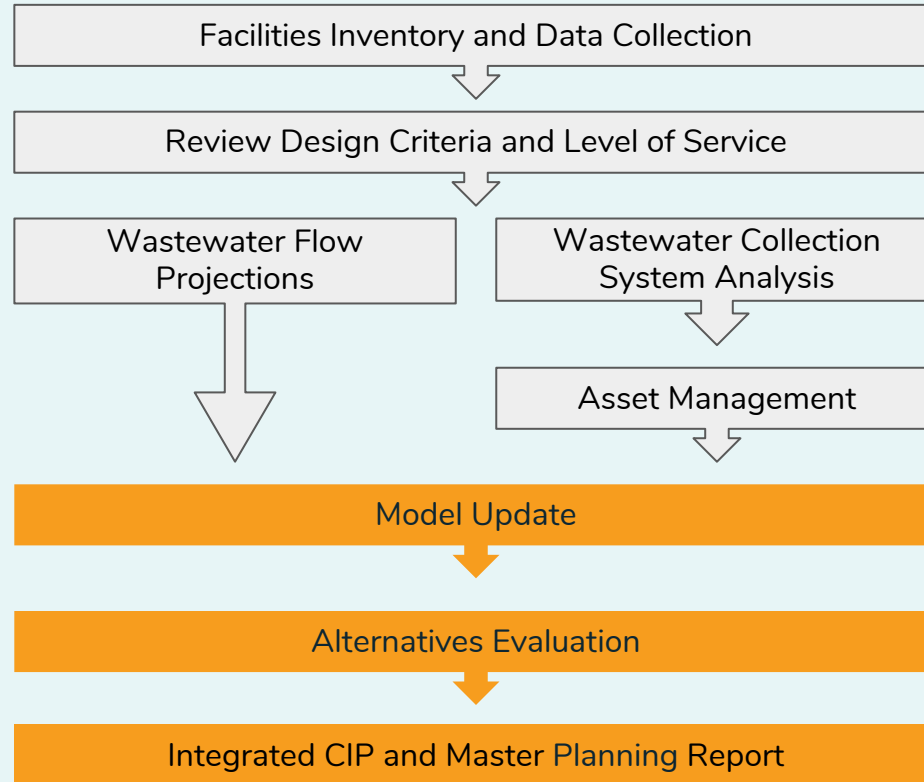 Facilities Inventory and Data Collection
Review Design Criteria and Level of Service
Wastewater Flow
Projections
Wastewater Collection
System Analysis
Asset Management
Model Update
Alternatives Evaluation
Integrated CIP and Master Planning Report